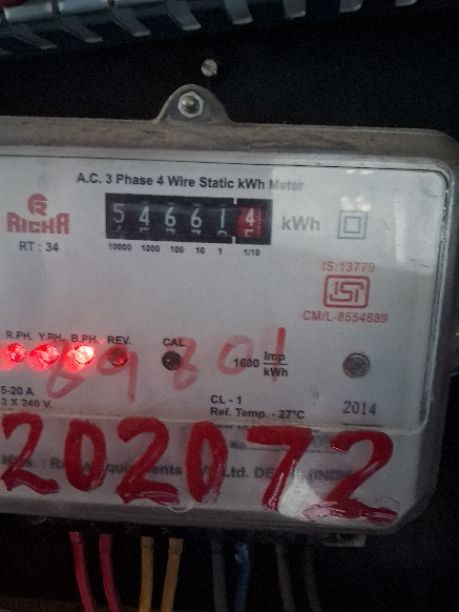 A.C. 3 Phase 4 Wire Static kWh Meter
RICHA
RT : 34
546614 kWh
10000 1000 100 10 1 1/10
IS:13779
ISI
CM/L-8554689
R.PH. Y.PH. B.PH. REV. CAL.
1600 Imp
kWh
89801
5-20 A
3 X 240 V.
CL - 1
Ref. Temp. - 27°C
2014
No.
202072
Ltd.